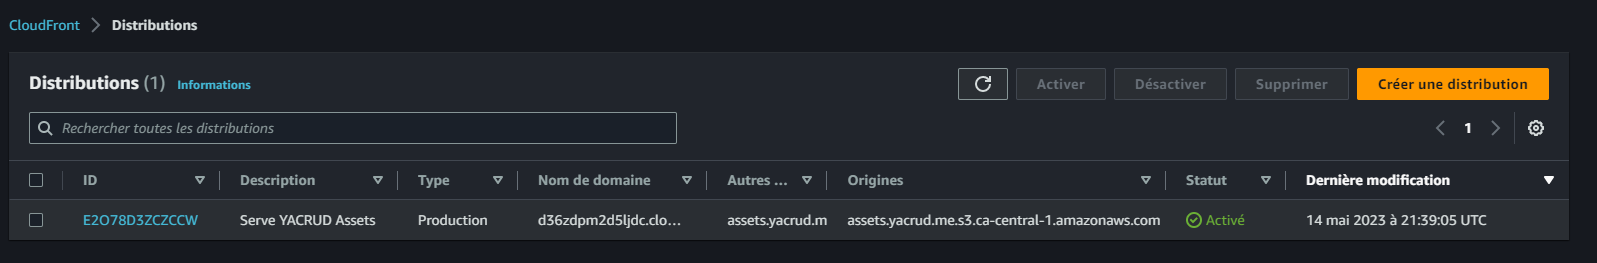 CloudFront > Distributions
Distributions (1) Informations
Activer Désactiver Supprimer Créer une distribution
Rechercher toutes les distributions
1
ID Description Type Nom de domaine Autres ... Origines Statut Dernière modification
E2O78D3ZCZCCW Serve YACRUD Assets Production d36zdpm2d5ljdc.clo... assets.yacrud.m assets.yacrud.me.s3.ca-central-1.amazonaws.com Activé 14 mai 2023 à 21:39:05 UTC